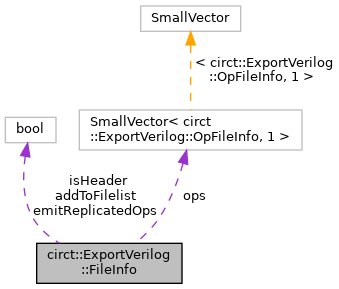 SmallVector
< circt::ExportVerilog
::OpFileInfo, 1 >
bool
SmallVector< circt
::ExportVerilog::OpFileInfo, 1 >
isHeader
addToFilelist
emitReplicatedOps
ops
circt::ExportVerilog
::FileInfo